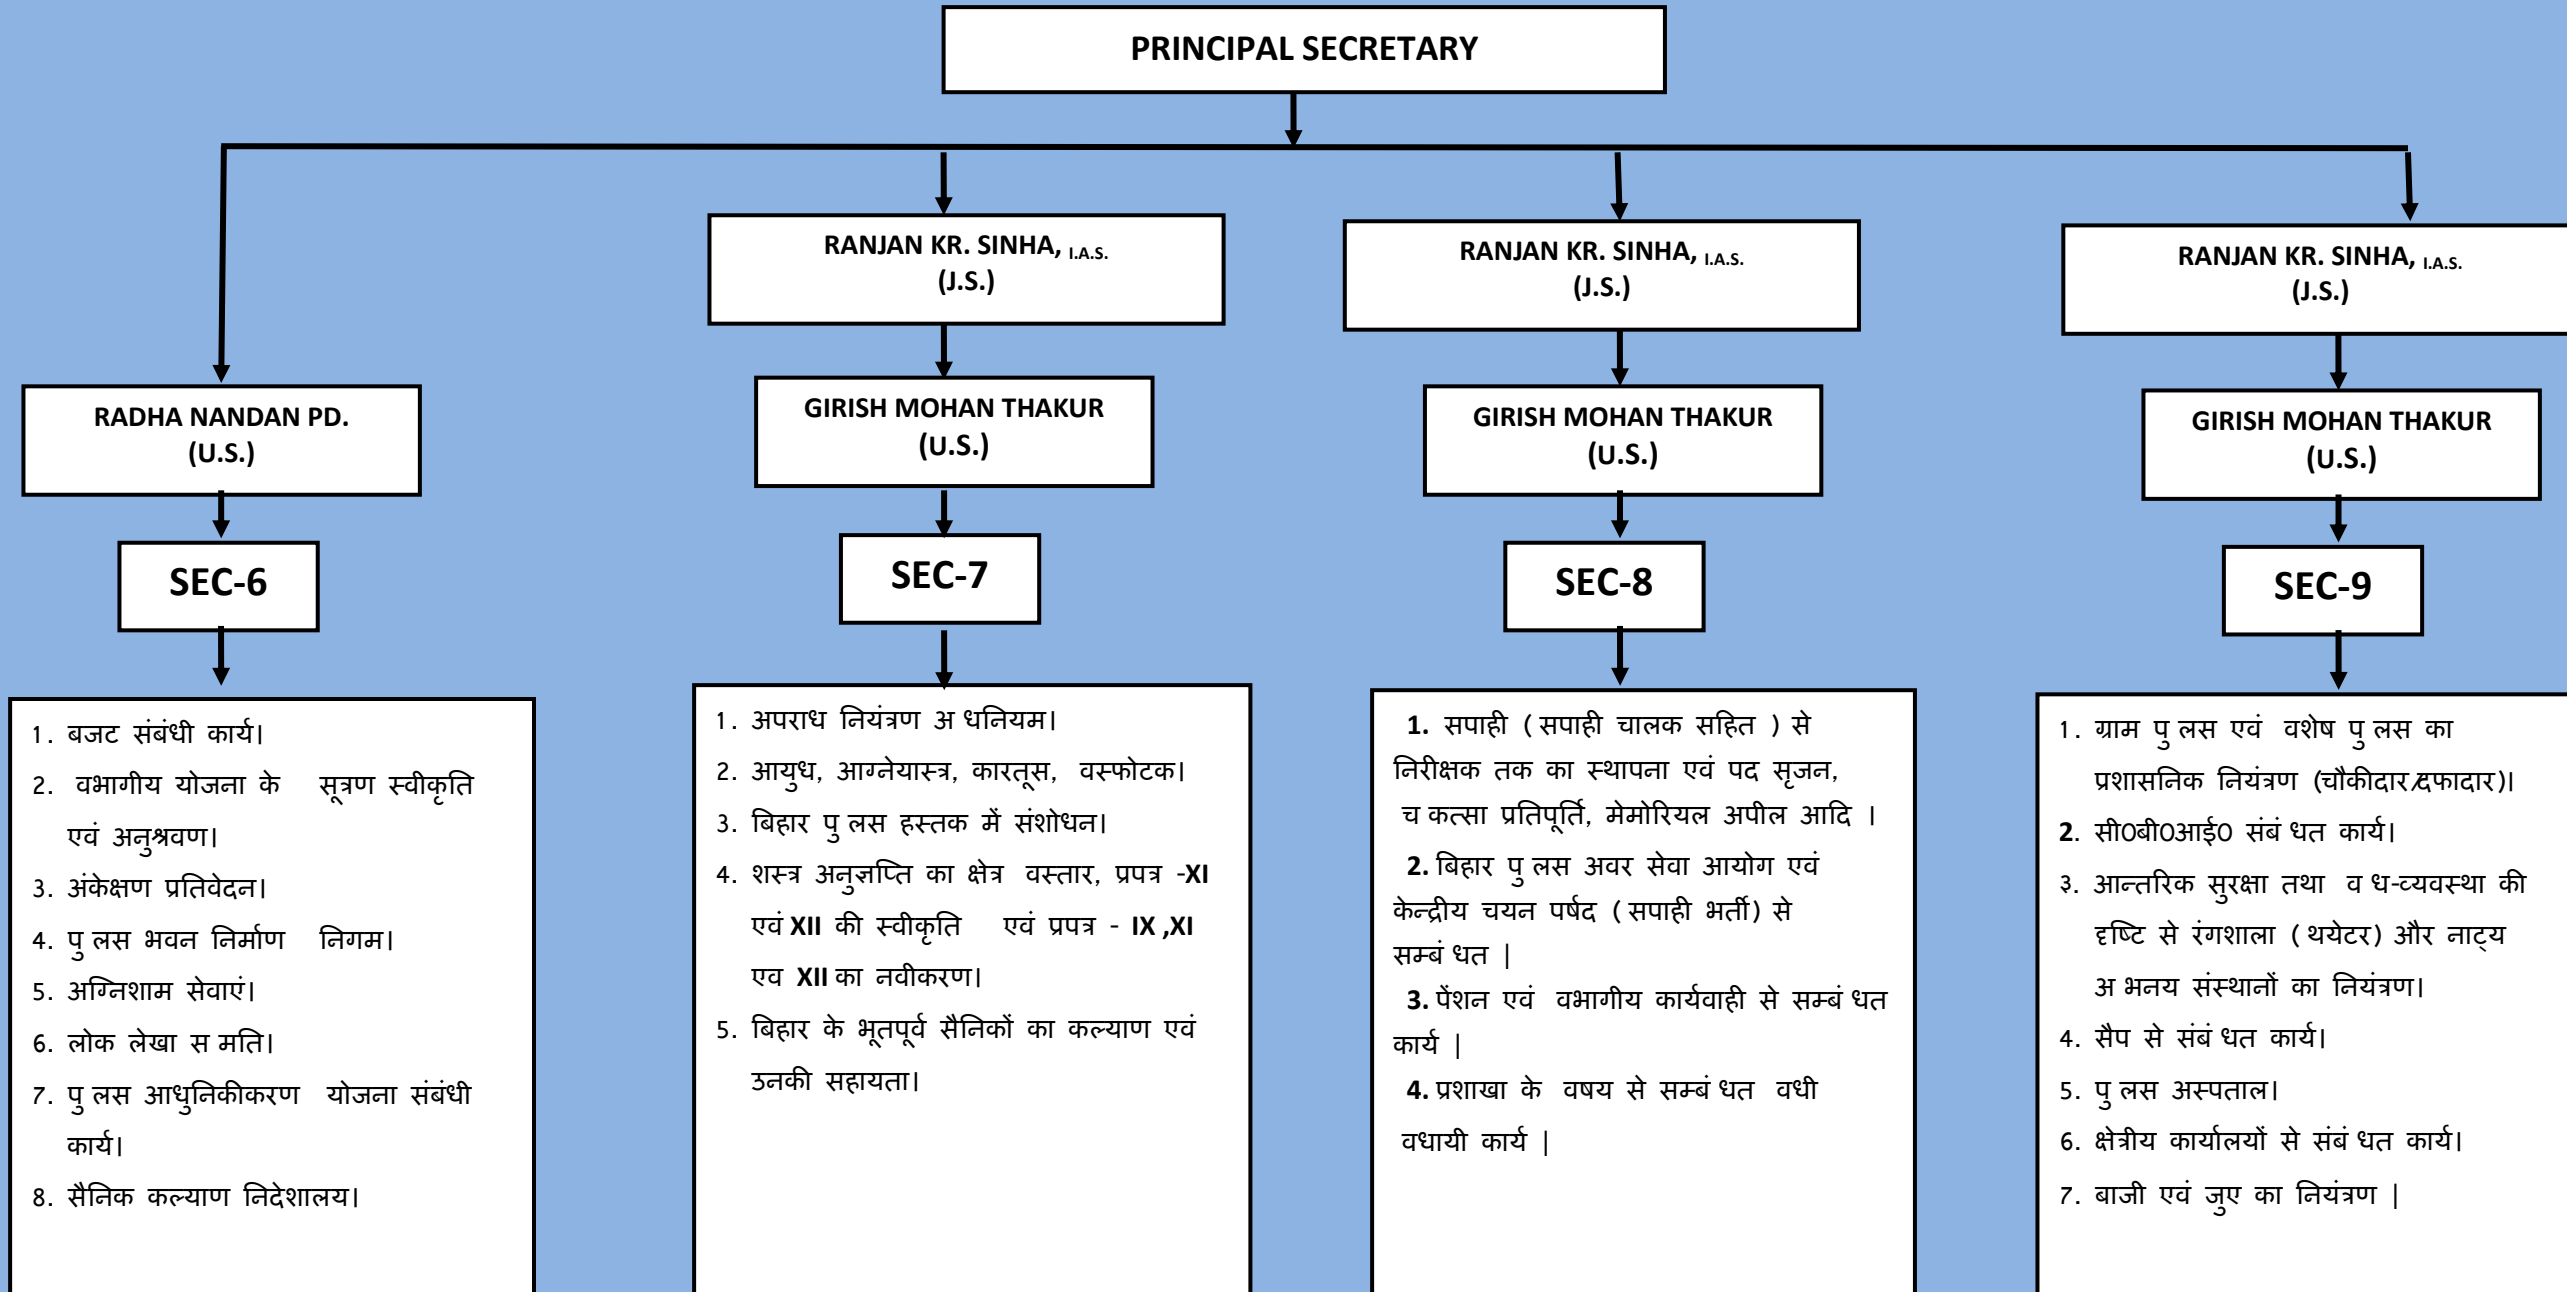 PRINCIPAL SECRETARY
RANJAN KR. SINHA, I.A.S.
(J.S.)
RANJAN KR. SINHA, I.A.S.
(J.S.)
RANJAN KR. SINHA, I.A.S.
(J.S.)
RADHA NANDAN PD.
(U.S.)
GIRISH MOHAN THAKUR
(U.S.)
GIRISH MOHAN THAKUR
(U.S.)
GIRISH MOHAN THAKUR
(U.S.)
SEC-6
SEC-7
SEC-8
SEC-9
1. बजट संबंधी कार्य।
2. वभागीय योजना के सूत्रण स्वीकृति
एवं अनुश्रवण।
3. अंकेक्षण प्रतिवेदन।
4. पु लस भवन निर्माण निगम।
5. अग्निशाम सेवाएं।
6. लोक लेखा स मति।
7. पु लस आधुनिकीकरण योजना संबंधी
कार्य।
8. सैनिक कल्याण निदेशालय।
1. अपराध नियंत्रण अ धनियम।
2. आयुध, आग्नेयास्त्र, कारतूस, वस्फोटक।
3. बिहार पु लस हस्तक में संशोधन।
4. शस्त्र अनुज्ञप्ति का क्षेत्र वस्तार, प्रपत्र -XI
एवं XII की स्वीकृति एवं प्रपत्र - IX ,XI
एव XII का नवीकरण।
5. बिहार के भूतपूर्व सैनिकों का कल्याण एवं
उनकी सहायता।
1. सपाही ( सपाही चालक सहित ) से
निरीक्षक तक का स्थापना एवं पद सृजन,
च कत्सा प्रतिपूर्ति, मेमोरियल अपील आदि ।
2. बिहार पु लस अवर सेवा आयोग एवं
केन्द्रीय चयन पर्षद ( सपाही भर्ती) से
सम्बं धत |
3. पेंशन एवं वभागीय कार्यवाही से सम्बं धत
कार्य |
4. प्रशाखा के वषय से सम्बं धत वधी
वधायी कार्य |
1. ग्राम पु लस एवं वशेष पु लस का
प्रशासनिक नियंत्रण (चौकीदार/दफादार)।
2. सी0बी0आई0 संबं धत कार्य।
३. आन्तरिक सुरक्षा तथा व ध-व्यवस्था की
दृष्टि से रंगशाला ( थयेटर) और नाट्य
अ भनय संस्थानों का नियंत्रण।
4. सैप से संबं धत कार्य।
5. पु लस अस्पताल।
6. क्षेत्रीय कार्यालयों से संबं धत कार्य।
7. बाजी एवं जुए का नियंत्रण |